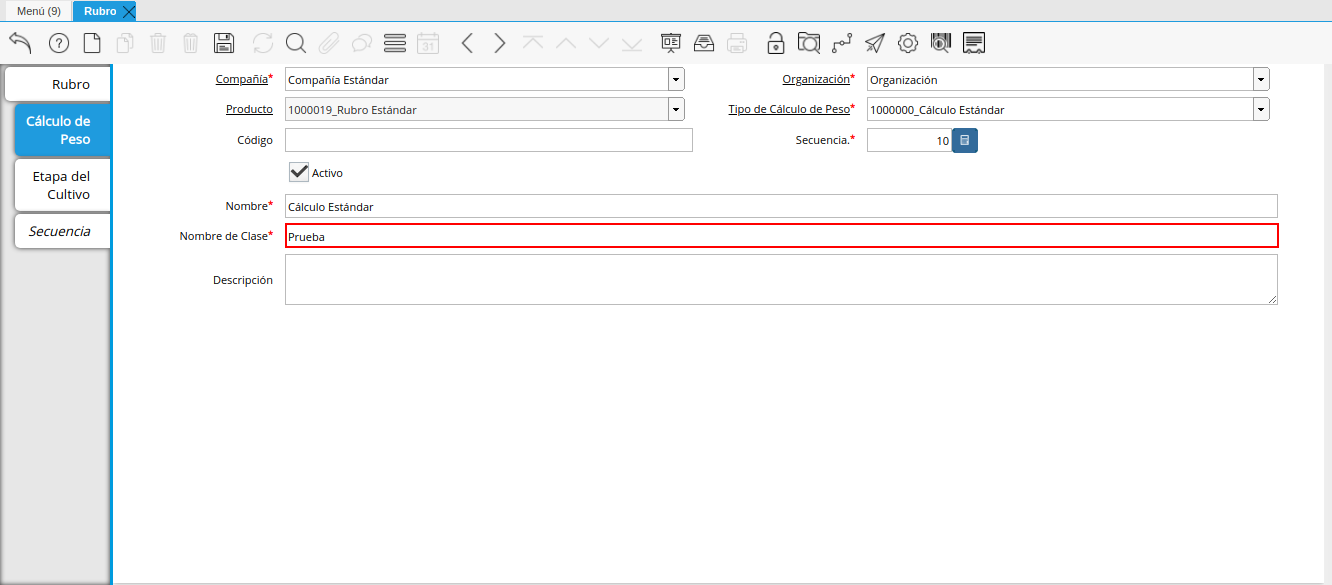 Menú (9) Rubro
31
Rubro
Cálculo de
Peso
Etapa del
Cultivo
Secuencia
Compañía* Compañía Estándar Organización* Organización
Producto 1000019_Rubro Estándar Tipo de Cálculo de Peso* 1000000_Cálculo Estándar
Código Secuencia.* 10
Activo
Nombre* Cálculo Estándar
Nombre de Clase* Prueba
Descripción